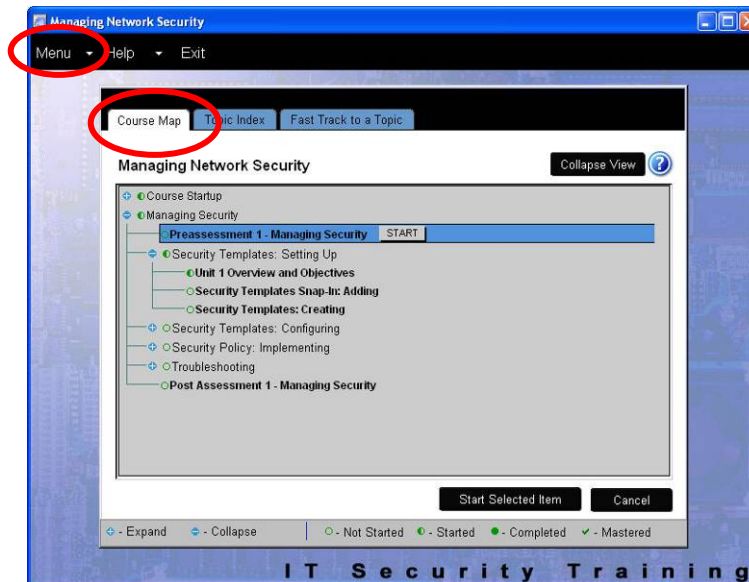 Managing Network Security
Menu Help Exit
Course Map Topic Index Fast Track to a Topic
Managing Network Security Collapse View ?
Course Startup
Managing Security
Preassessment 1 - Managing Security START
Security Templates: Setting Up
Unit 1 Overview and Objectives
Security Templates Snap-In: Adding
Security Templates: Creating
Security Templates: Configuring
Security Policy: Implementing
Troubleshooting
Post Assessment 1 - Managing Security
Start Selected Item Cancel
- Expand - Collapse - Not Started - Started - Completed - Mastered
IT Security Training